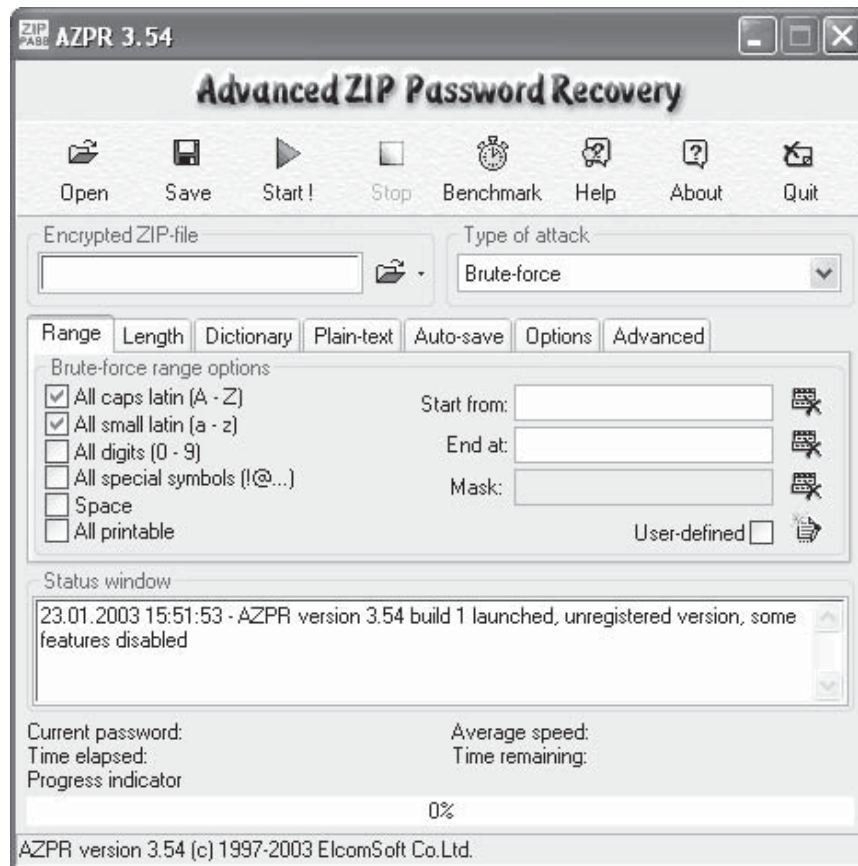 ZIP
PASS
AZPR 3.54
Advanced ZIP Password Recovery
Open Save Start! Stop Benchmark Help About Quit
Encrypted ZIP-file
Type of attack
Brute-force
Range Length Dictionary Plain-text Auto-save Options Advanced
Brute-force range options
All caps latin (A - Z)
All small latin (a - z)
All digits (0 - 9)
All special symbols (!@...)
Space
All printable
Start from:
End at:
Mask:
User-defined
Status window
23.01.2003 15:51:53 - AZPR version 3.54 build 1 launched, unregistered version, some
features disabled
Current password:
Average speed:
Time elapsed:
Time remaining:
Progress indicator
0%
AZPR version 3.54 (c) 1997-2003 ElcomSoft Co.Ltd.